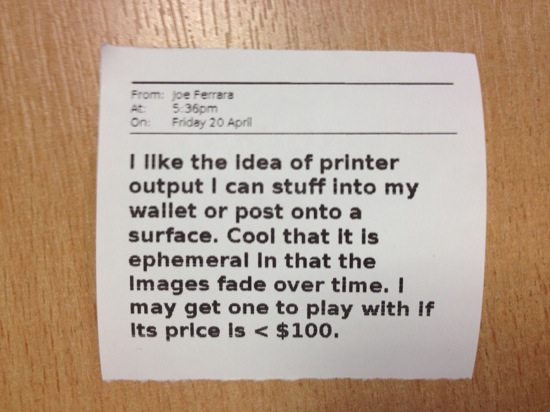 From: Joe Ferrara
At: 5:36pm
On: Friday 20 April
I like the idea of printer
output I can stuff into my
wallet or post onto a
surface. Cool that it is
ephemeral in that the
images fade over time. I
may get one to play with if
its price is < $100.